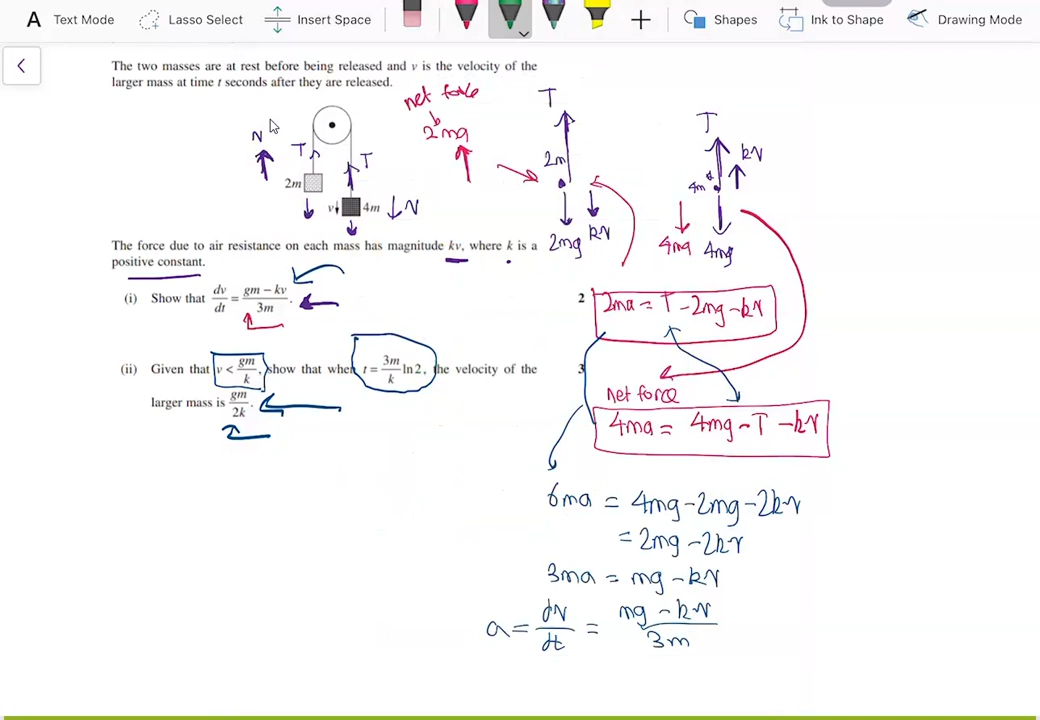 A Text Mode Lasso Select Insert Space Shapes Ink to Shape Drawing Mode
The two masses are at rest before being released and v is the velocity of the
larger mass at time t seconds after they are released.
net force
2ma
T
2m
2mg
kv
T
kv
4m
4ma
4mg
N
T
T
2m
v
4m
N
The force due to air resistance on each mass has magnitude kv, where k is a
positive constant.
(i) Show that dv/dt = (gm − kv)/3m.
2
2ma = T - 2mg - kv
(ii) Given that v < gm/k, show that when t = 3m/k ln2, the velocity of the
3
larger mass is gm/2k.
net force
4ma = 4mg - T - kv
6ma = 4mg - 2mg - 2kv
= 2mg - 2kv
3ma = mg - kv
a = dv/dt = (mg - kv)/3m